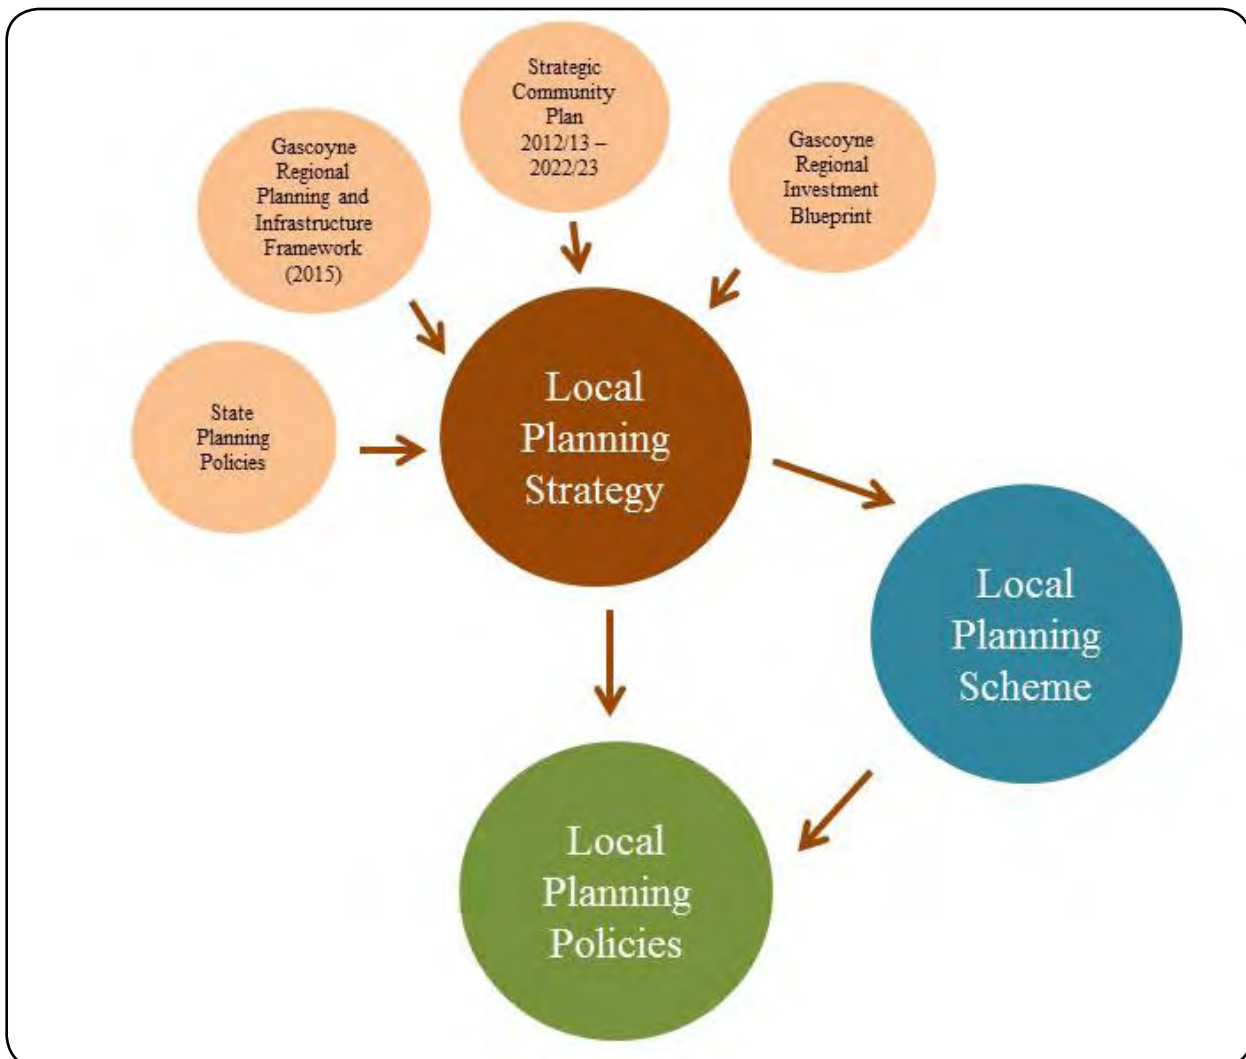 Strategic
Community
Plan
2012/13 –
2022/23
Gascoyne
Regional
Planning and
Infrastructure
Framework
(2015)
Gascoyne
Regional
Investment
Blueprint
State
Planning
Policies
Local
Planning
Strategy
Local
Planning
Scheme
Local
Planning
Policies